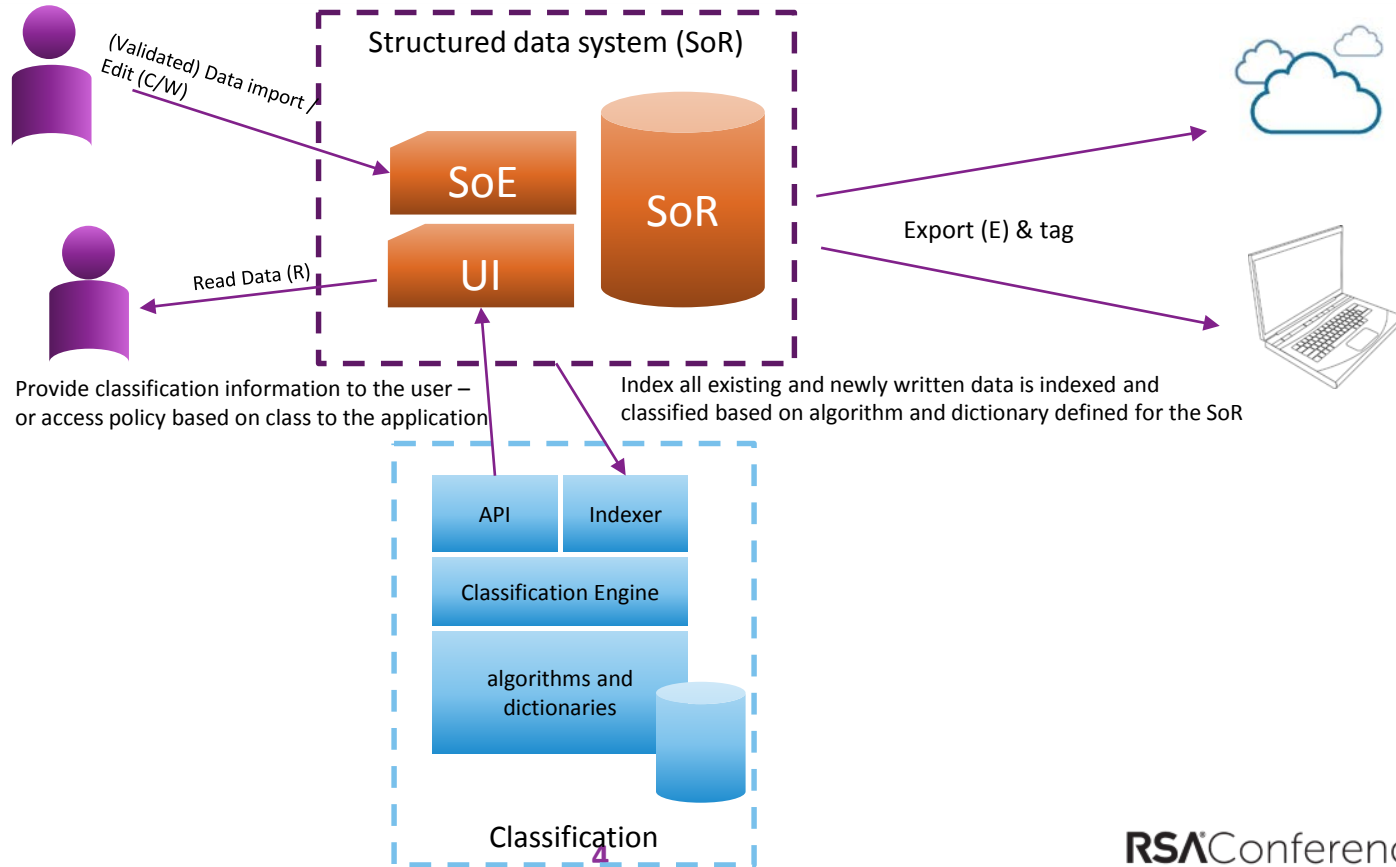 Structured data system (SoR)
(Validated) Data import /
Edit (C/W)
SoE
SoR
UI
Read Data (R)
Export (E) & tag
Provide classification information to the user –
or access policy based on class to the application
Index all existing and newly written data is indexed and
classified based on algorithm and dictionary defined for the SoR
API
Indexer
Classification Engine
algorithms and
dictionaries
Classification
4
RSA Conferenc